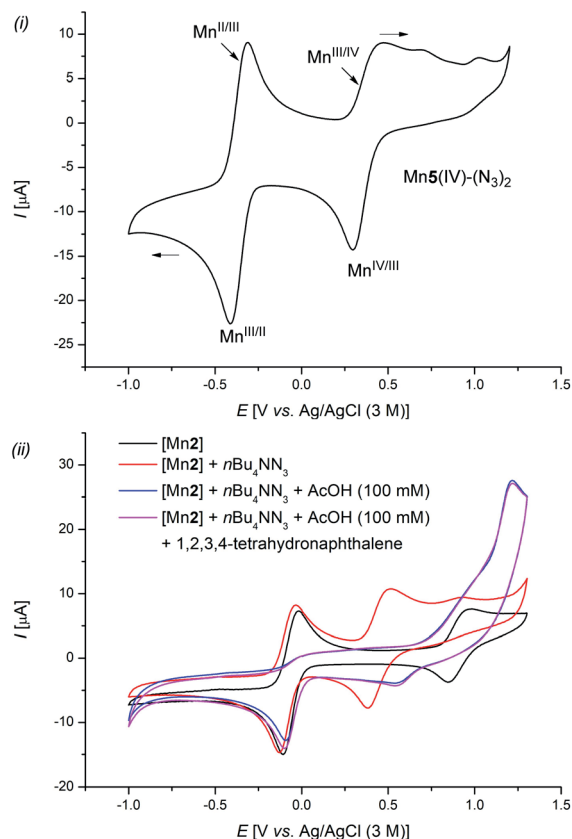 (i)
Mn^II/III
Mn^III/IV
Mn5(IV)-(N₃)₂
Mn^III/II
Mn^IV/III
I [µA]
10
5
0
-5
-10
-15
-20
-25
-1.0 -0.5 0.0 0.5 1.0
E [V vs. Ag/AgCl (3 M)]
(ii)
[Mn2]
[Mn2] + nBu₄NN₃
[Mn2] + nBu₄NN₃ + AcOH (100 mM)
[Mn2] + nBu₄NN₃ + AcOH (100 mM)
+ 1,2,3,4-tetrahydronaphthalene
I [µA]
30
20
10
0
-10
-20
-1.0 -0.5 0.0 0.5 1.0
E [V vs. Ag/AgCl (3 M)]